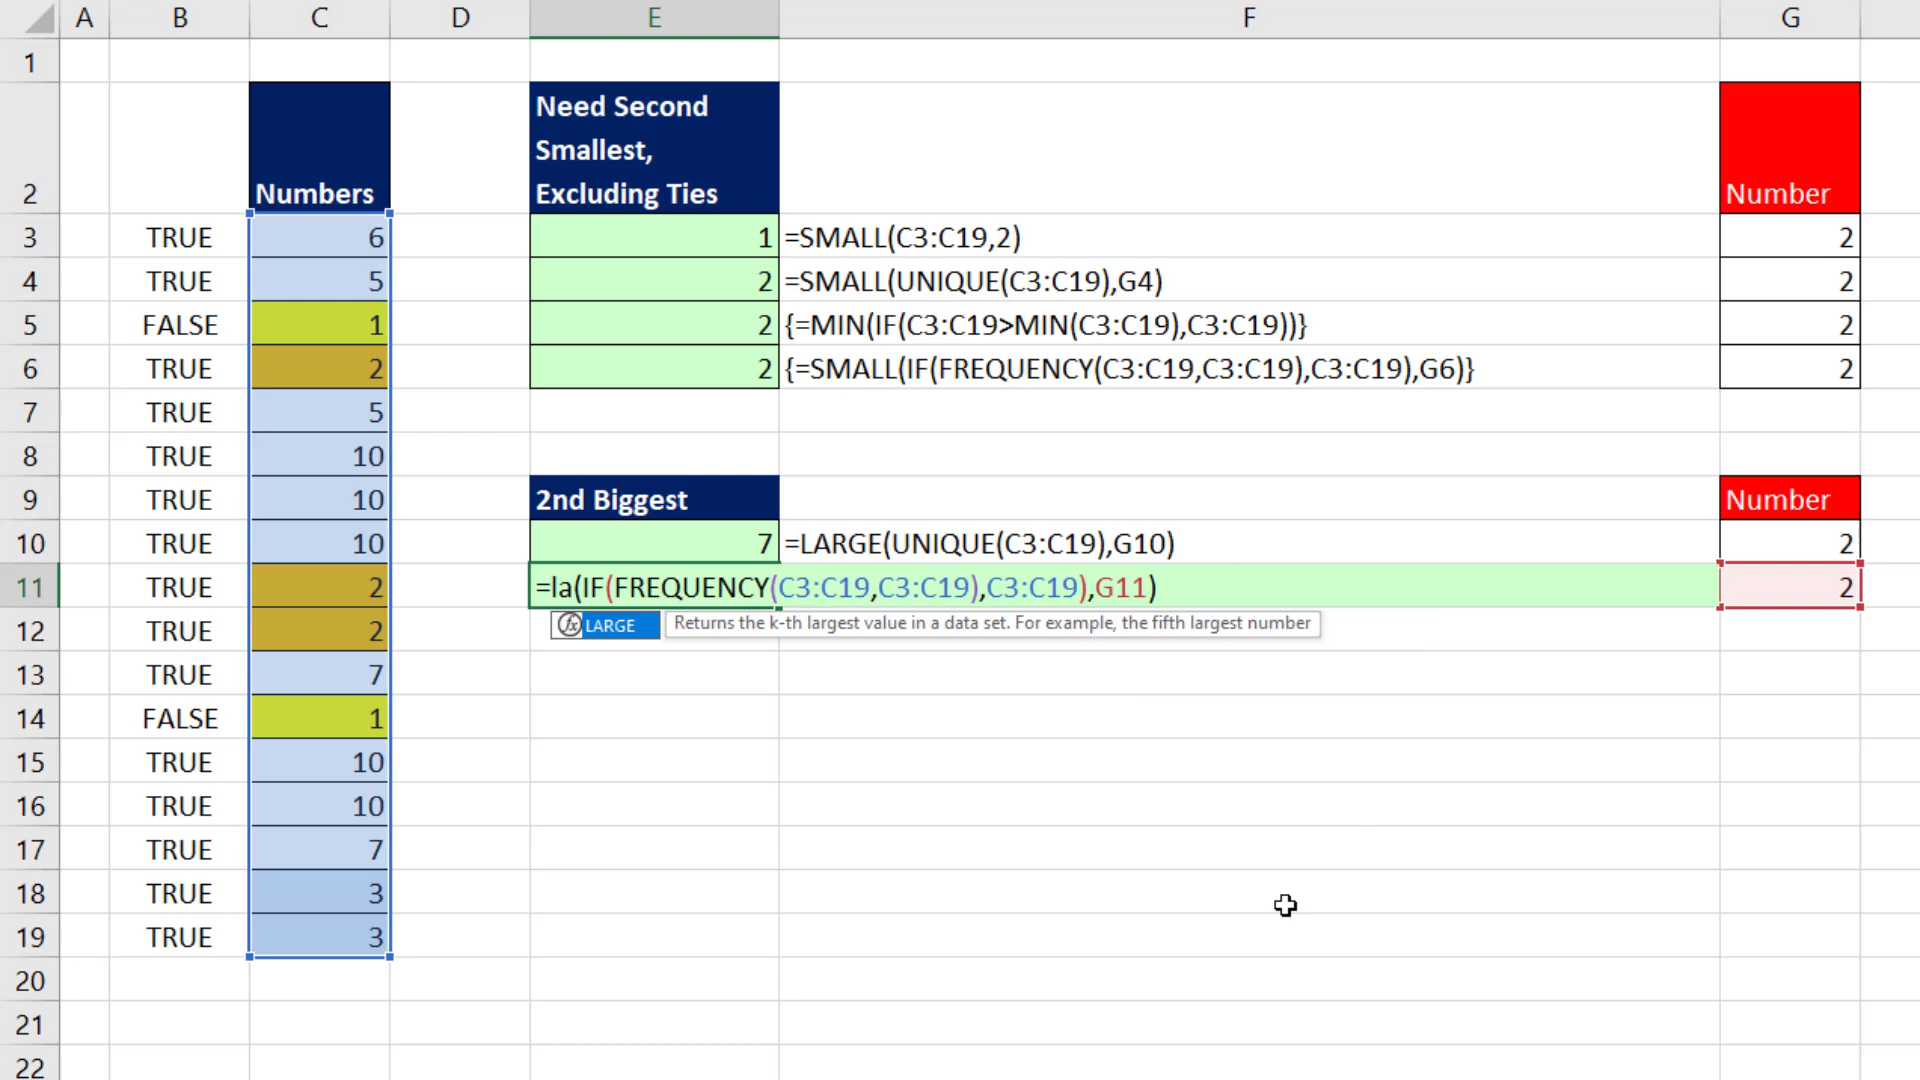 A B C D E F G
1
Need Second
Smallest,
2 Numbers Excluding Ties Number
3 TRUE 6 1 =SMALL(C3:C19,2) 2
4 TRUE 5 2 =SMALL(UNIQUE(C3:C19),G4) 2
5 FALSE 1 2 {=MIN(IF(C3:C19>MIN(C3:C19),C3:C19))} 2
6 TRUE 2 2 {=SMALL(IF(FREQUENCY(C3:C19,C3:C19),C3:C19),G6)} 2
7 TRUE 5
8 TRUE 10
9 TRUE 10 2nd Biggest Number
10 TRUE 10 7 =LARGE(UNIQUE(C3:C19),G10) 2
11 TRUE 2 =la(IF(FREQUENCY(C3:C19,C3:C19),C3:C19),G11) 2
12 TRUE 2 fx LARGE Returns the k-th largest value in a data set. For example, the fifth largest number
13 TRUE 7
14 FALSE 1
15 TRUE 10
16 TRUE 10
17 TRUE 7
18 TRUE 3
19 TRUE 3
20
21
22